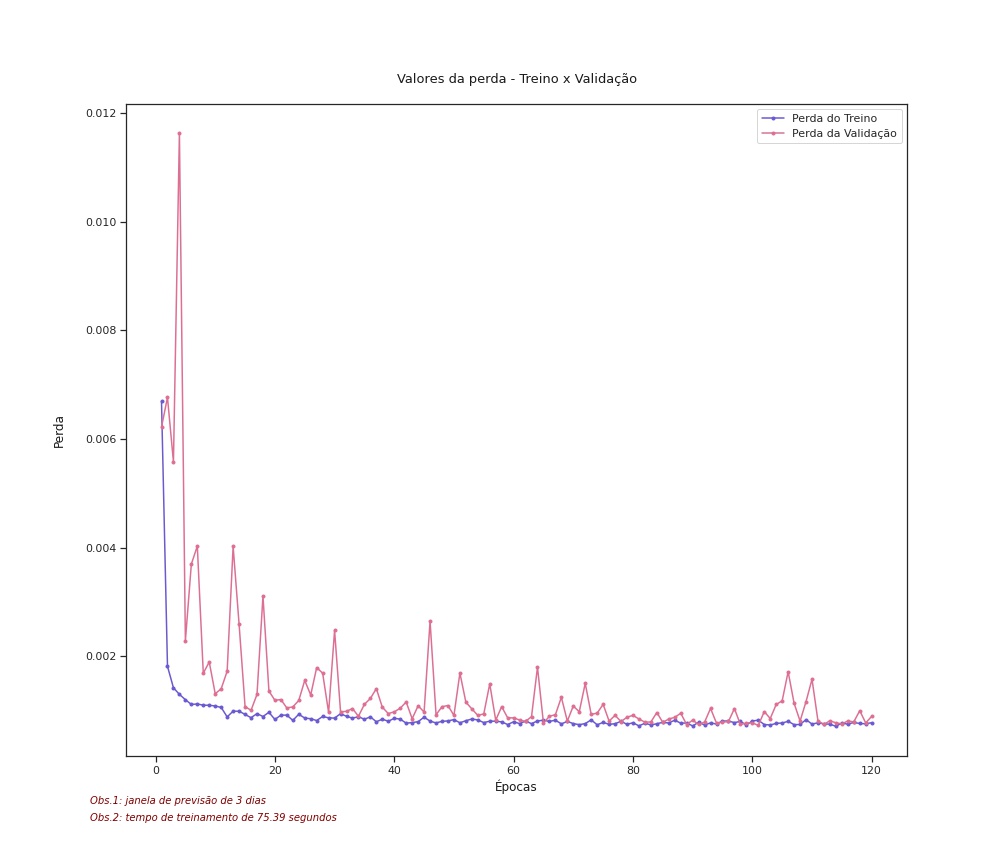 Valores da perda - Treino x Validação
Perda do Treino
Perda da Validação
0.012
0.010
0.008
0.006
0.004
0.002
Perda
0 20 40 60 80 100 120
Épocas
Obs.1: janela de previsão de 3 dias
Obs.2: tempo de treinamento de 75.39 segundos